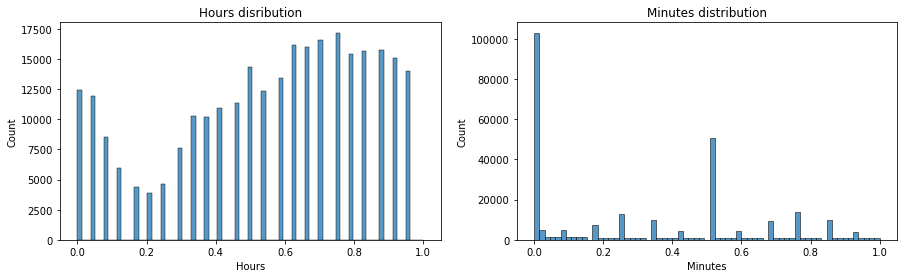 Hours disribution
Count
17500
15000
12500
10000
7500
5000
2500
0
0.0 0.2 0.4 0.6 0.8 1.0
Hours
Minutes distribution
Count
100000
80000
60000
40000
20000
0
0.0 0.2 0.4 0.6 0.8 1.0
Minutes